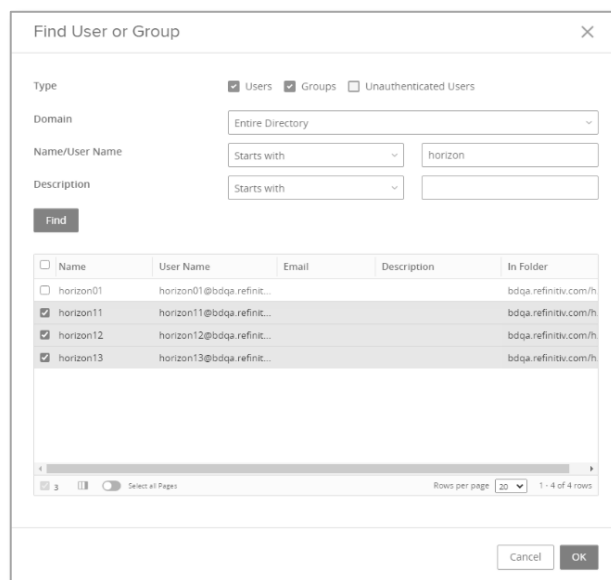 Find User or Group
Type Users Groups Unauthenticated Users
Domain Entire Directory
Name/User Name Starts with horizon
Description Starts with
Find
Name User Name Email Description In Folder
horizon01 horizon01@bdqa.refinit... bdqa.refinitiv.com/h
horizon11 horizon11@bdqa.refinit... bdqa.refinitiv.com/h
horizon12 horizon12@bdqa.refinit... bdqa.refinitiv.com/h
horizon13 horizon13@bdqa.refinit... bdqa.refinitiv.com/h
3 Select all Pages Rows per page 20 1 - 4 of 4 rows
Cancel OK